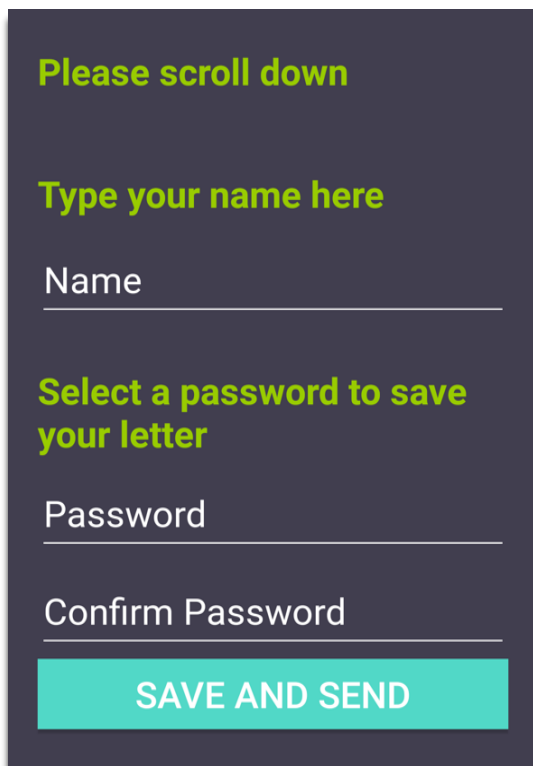 Please scroll down
Type your name here
Name
Select a password to save
your letter
Password
Confirm Password
SAVE AND SEND